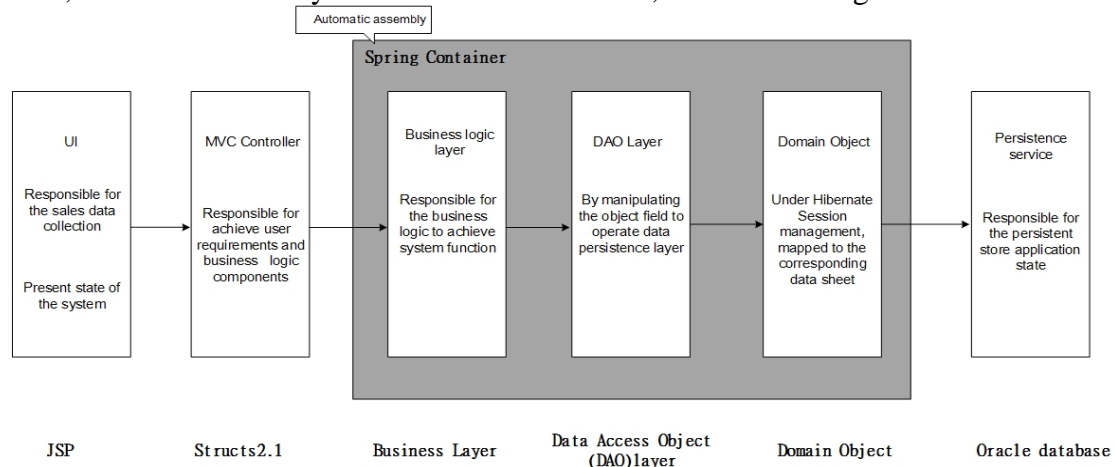 Automatic assembly
Spring Container
UI
Responsible for
the sales data
collection
Present state of
the system
MVC Controller
Responsible for
achieve user
requirements and
business logic
components
Business logic
layer
Responsible for
the business
logic to achieve
system function
DAO Layer
By manipulating
the object field to
operate data
persistence layer
Domain Object
Under Hibernate
Session
management,
mapped to the
corresponding
data sheet
Persistence
service
Responsible for
the persistent
store application
state
JSP
Structs2.1
Business Layer
Data Access Object
(DAO)layer
Domain Object
Oracle database